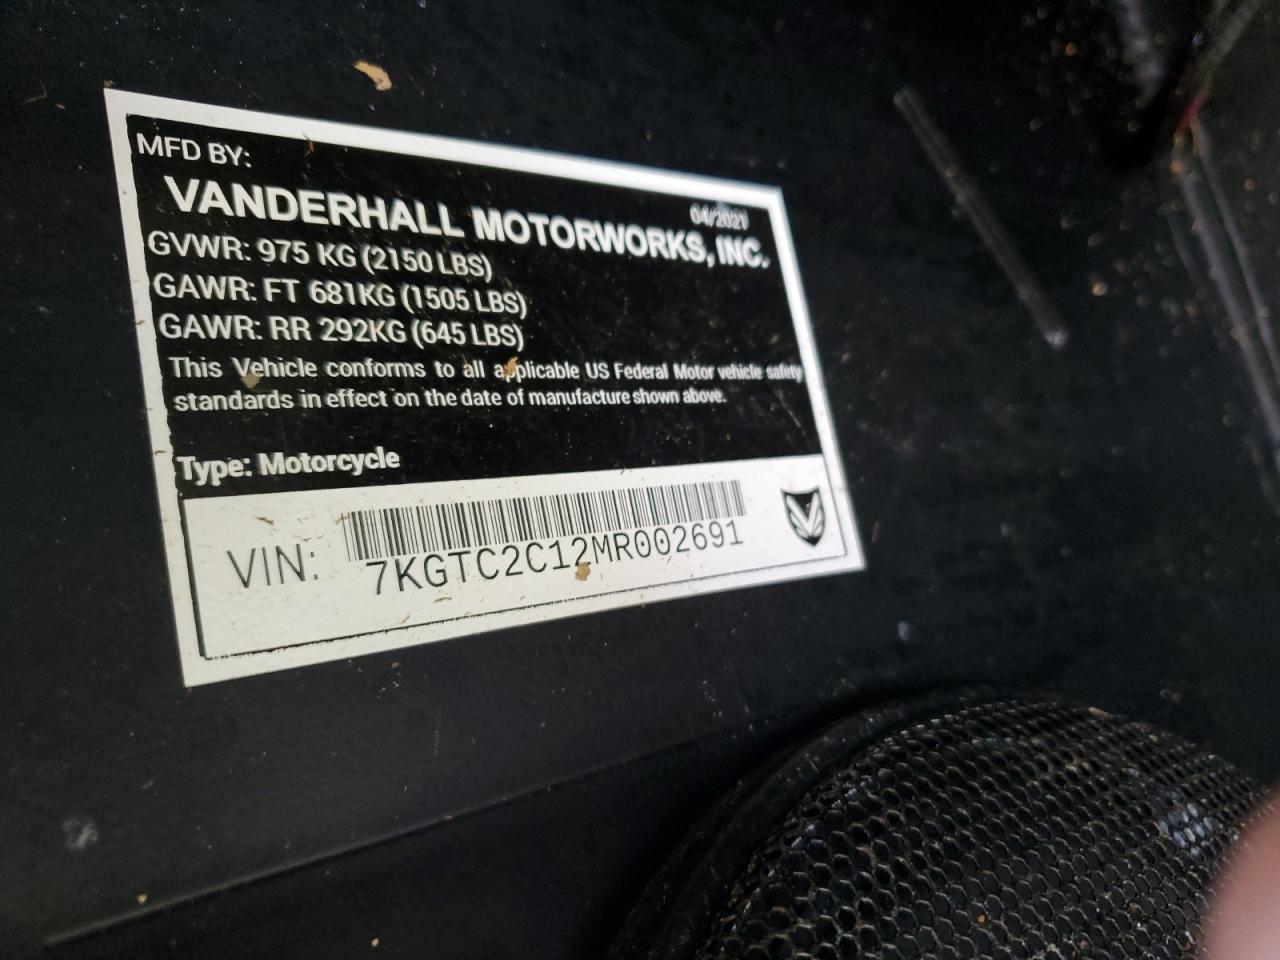 MFD BY:
04/2021
VANDERHALL MOTORWORKS, INC.
GVWR: 975 KG (2150 LBS)
GAWR: FT 681KG (1505 LBS)
GAWR: RR 292KG (645 LBS)
This Vehicle conforms to all applicable US Federal Motor vehicle safety
standards in effect on the date of manufacture shown above.
Type: Motorcycle
VIN: 7KGTC2C12MR002691